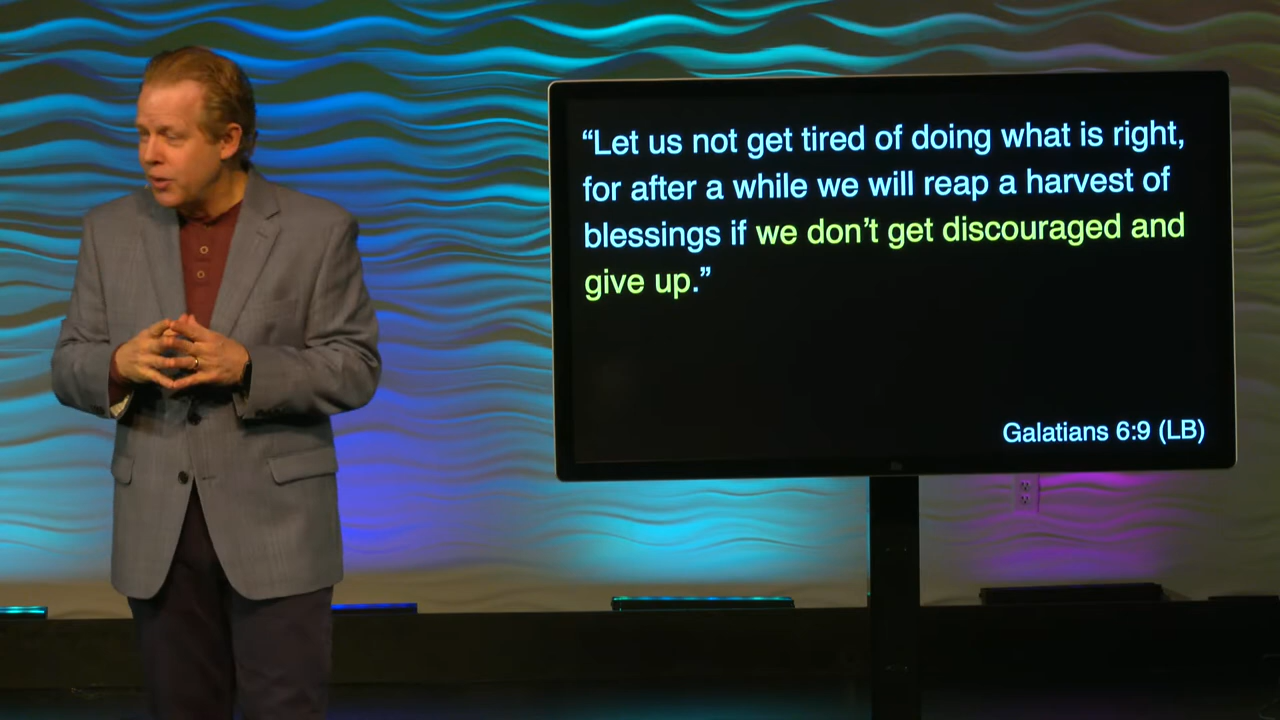 “Let us not get tired of doing what is right,
for after a while we will reap a harvest of
blessings if we don’t get discouraged and
give up.”
Galatians 6:9 (LB)